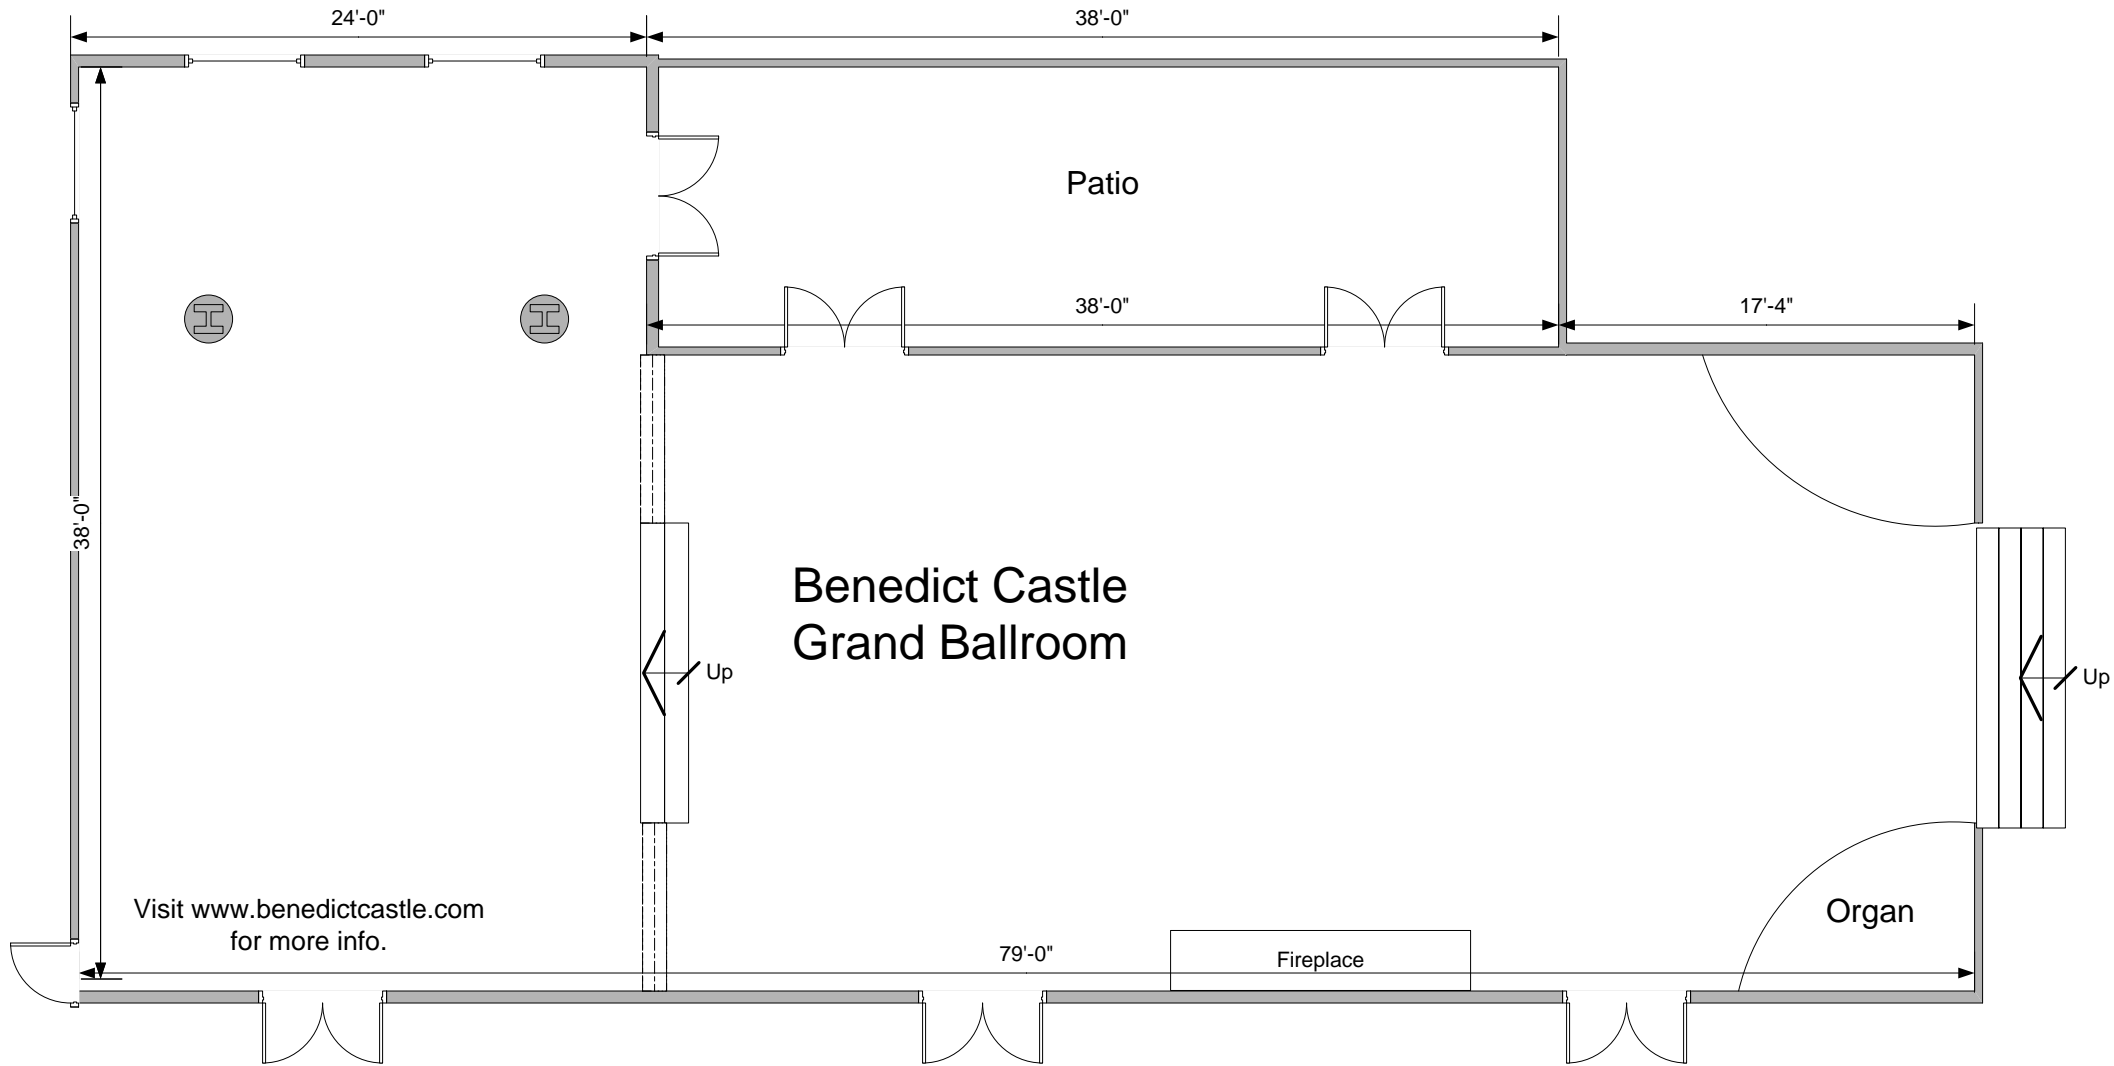 24'-0"
38'-0"
Patio
38'-0"
17'-4"
38'-0"
Benedict Castle
Grand Ballroom
Up
Up
Visit www.benedictcastle.com
for more info.
Organ
79'-0"
Fireplace